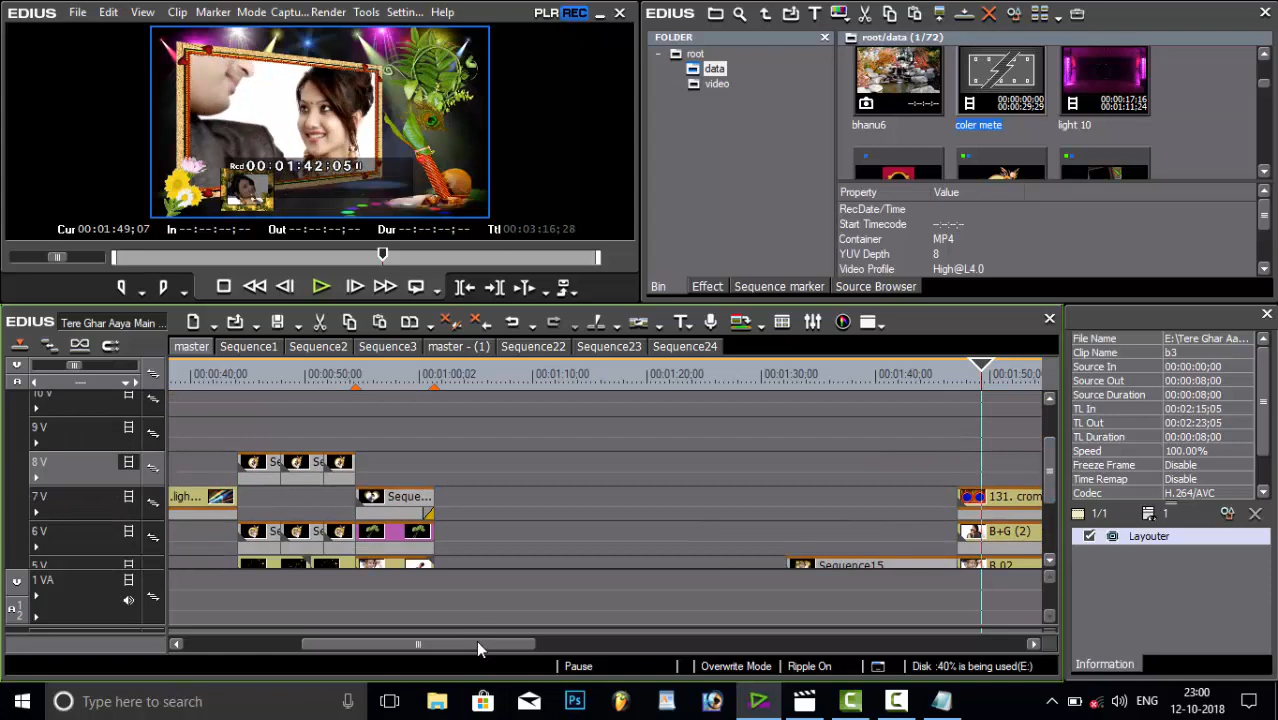 EDIUS File Edit View Clip Marker Mode Captu... Render Tools Settin... Help PLR REC
EDIUS
FOLDER
root/data (1/72)
root
data
video
00:00:00:00
00:00:29;29
00:00:17;16
00:01:11;24
bhanu6
coler mete
light 10
Rcd 00:01:42:05
Property Value
RecDate/Time
Start Timecode --:--:--;--
Container MP4
YUV Depth 8
Video Profile High@L4.0
Cur 00:01:49;07 In --:--:--;-- Out --:--:--;-- Dur --:--:--;-- Ttl 00:03:16;28
Bin Effect Sequence marker Source Browser
EDIUS Tere Ghar Aaya Main ...
master Sequence1 Sequence2 Sequence3 master - (1) Sequence22 Sequence23 Sequence24
00:00:40;00 00:00:50;00 00:01:00;02 00:01:10;00 00:01:20;00 00:01:30;00 00:01:40;00 00:01:50;00
10 V
9 V
8 V
7 V
.ligh... Seque... 131. crom
6 V
B+G (2)
5 V
Sequence15 B 02
1 VA
A 1
2
File Name E:\Tere Ghar Aa...
Clip Name b3
Source In 00:00:00;00
Source Out 00:00:08;00
Source Duration 00:00:08;00
TL In 00:02:15;05
TL Out 00:02:23;05
TL Duration 00:00:08;00
Speed 100.00%
Freeze Frame Disable
Time Remap Disable
Codec H.264/AVC
1/1 1
Layouter
Information
Pause Overwrite Mode Ripple On Disk :40% is being used(E:)
Type here to search
Ps
ENG
23:00
12-10-2018